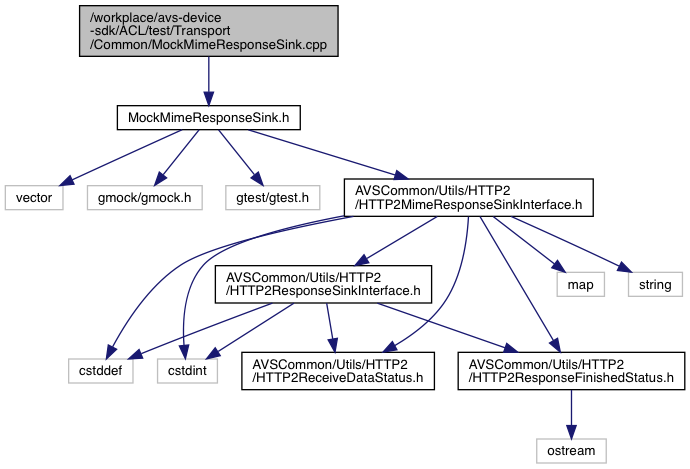 /workplace/avs-device
-sdk/ACL/test/Transport
/Common/MockMimeResponseSink.cpp
MockMimeResponseSink.h
vector
gmock/gmock.h
gtest/gtest.h
AVSCommon/Utils/HTTP2
/HTTP2MimeResponseSinkInterface.h
AVSCommon/Utils/HTTP2
/HTTP2ResponseSinkInterface.h
map
string
cstddef
cstdint
AVSCommon/Utils/HTTP2
/HTTP2ReceiveDataStatus.h
AVSCommon/Utils/HTTP2
/HTTP2ResponseFinishedStatus.h
ostream